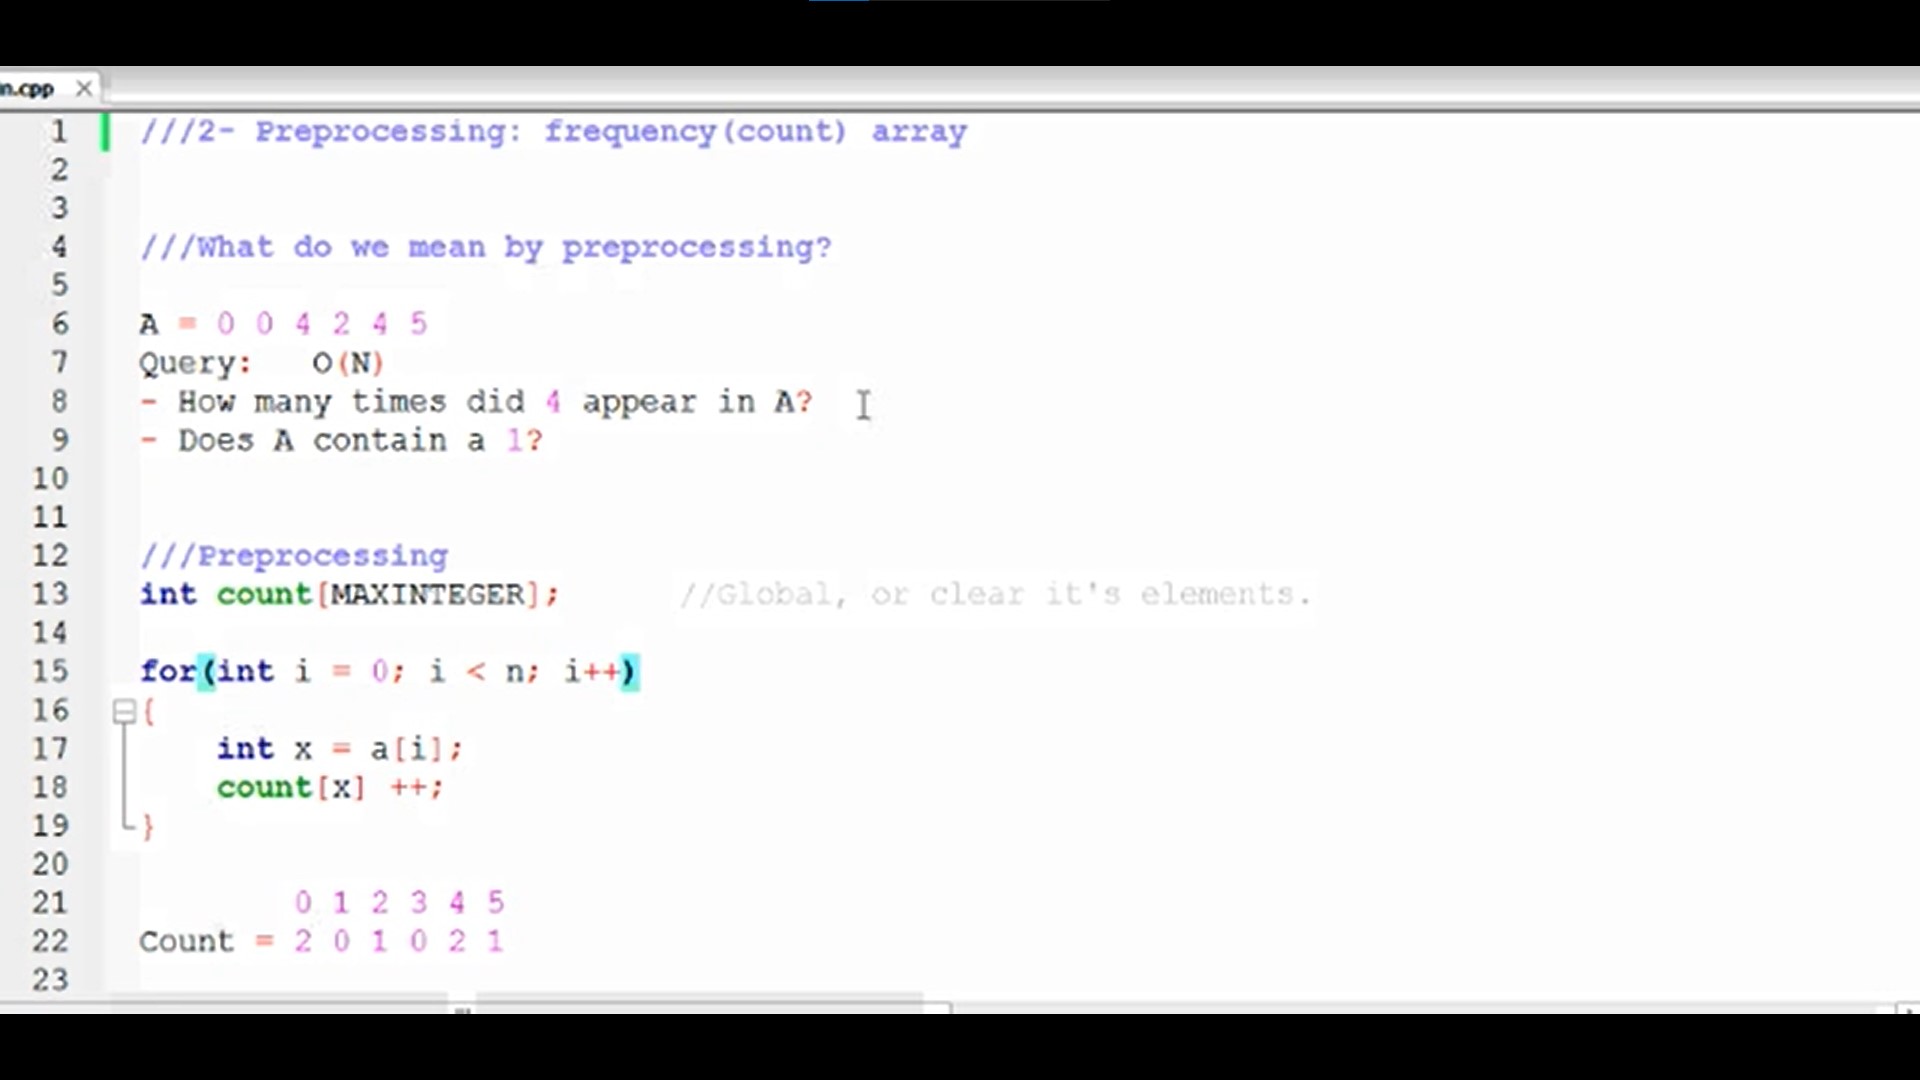 n.cpp
1 ///2- Preprocessing: frequency(count) array
2
3
4 ///What do we mean by preprocessing?
5
6 A = 0 0 4 2 4 5
7 Query: O(N)
8 - How many times did 4 appear in A?
9 - Does A contain a 1?
10
11
12 ///Preprocessing
13 int count[MAXINTEGER]; //Global, or clear it's elements.
14
15 for(int i = 0; i < n; i++)
16 {
17 int x = a[i];
18 count[x] ++;
19 }
20
21 0 1 2 3 4 5
22 Count = 2 0 1 0 2 1
23